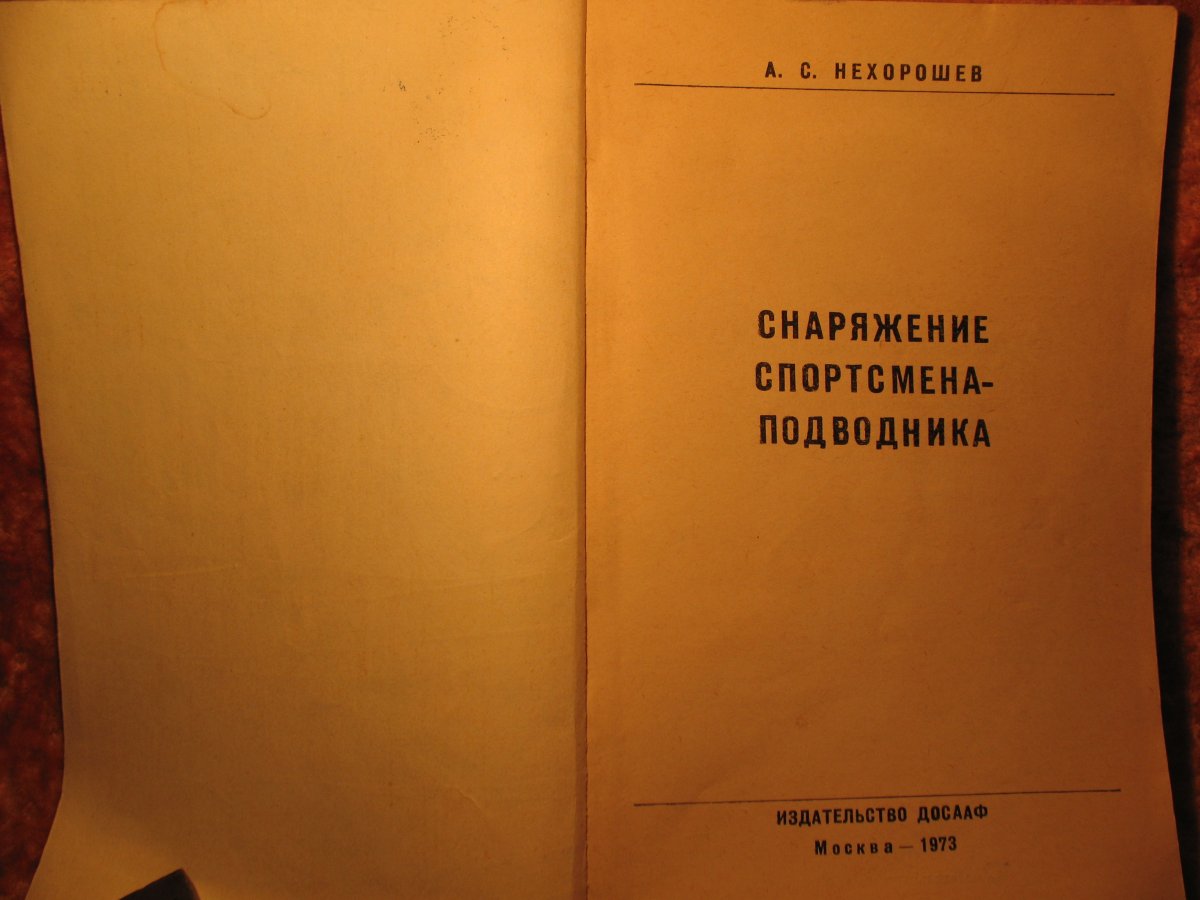 А. С. НЕХОРОШЕВ
СНАРЯЖЕНИЕ
СПОРТСМЕНА-
ПОДВОДНИКА
ИЗДАТЕЛЬСТВО ДОСААФ
Москва — 1973